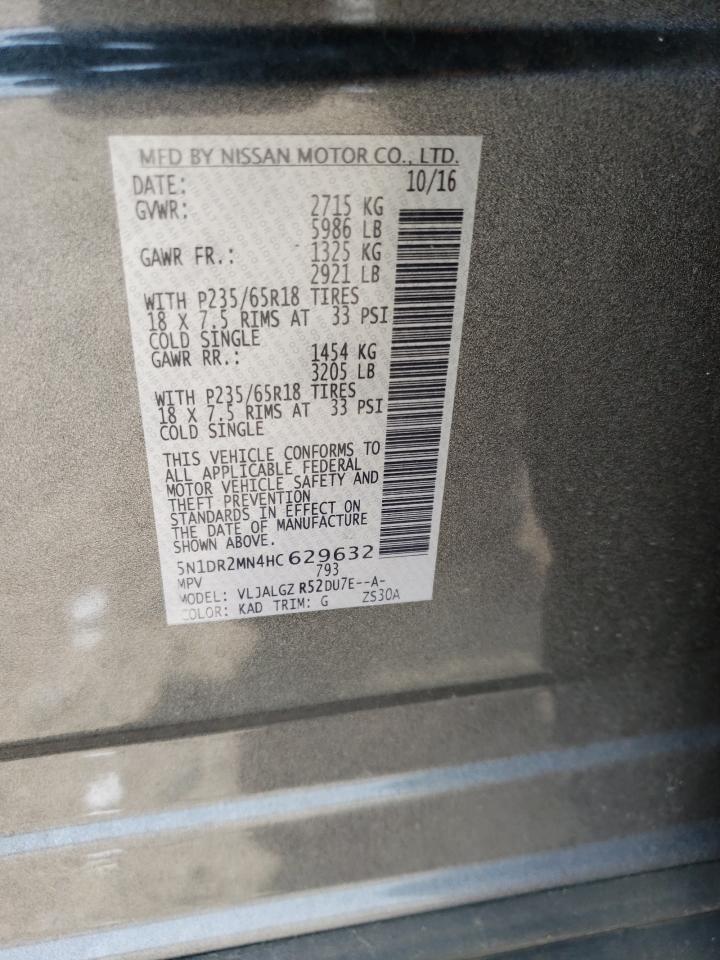 MFD BY NISSAN MOTOR CO., LTD.
DATE: 10/16
GVWR: 2715 KG
5986 LB
GAWR FR.: 1325 KG
2921 LB
WITH P235/65R18 TIRES
18 X 7.5 RIMS AT 33 PSI
COLD SINGLE
GAWR RR.: 1454 KG
3205 LB
WITH P235/65R18 TIRES
18 X 7.5 RIMS AT 33 PSI
COLD SINGLE
THIS VEHICLE CONFORMS TO
ALL APPLICABLE FEDERAL
MOTOR VEHICLE SAFETY AND
THEFT PREVENTION
STANDARDS IN EFFECT ON
THE DATE OF MANUFACTURE
SHOWN ABOVE.
5N1DR2MN4HC 629632
MPV 793
MODEL: VLJALGZ R52DU7E--A-
COLOR: KAD TRIM: G ZS30A